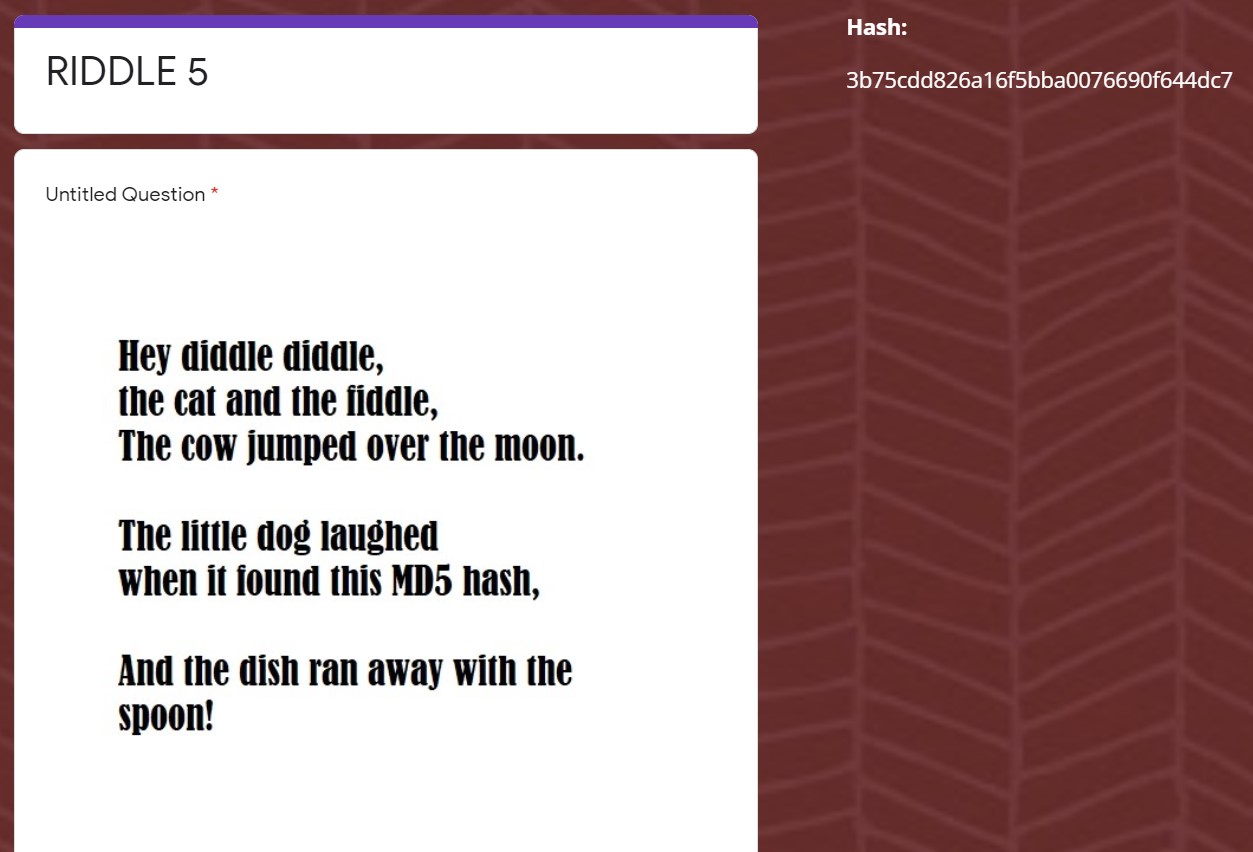 RIDDLE 5
Untitled Question *
Hey diddle diddle,
the cat and the fiddle,
The cow jumped over the moon.
The little dog laughed
when it found this MD5 hash,
And the dish ran away with the
spoon!
Hash:
3b75cdd826a16f5bba0076690f644dc7